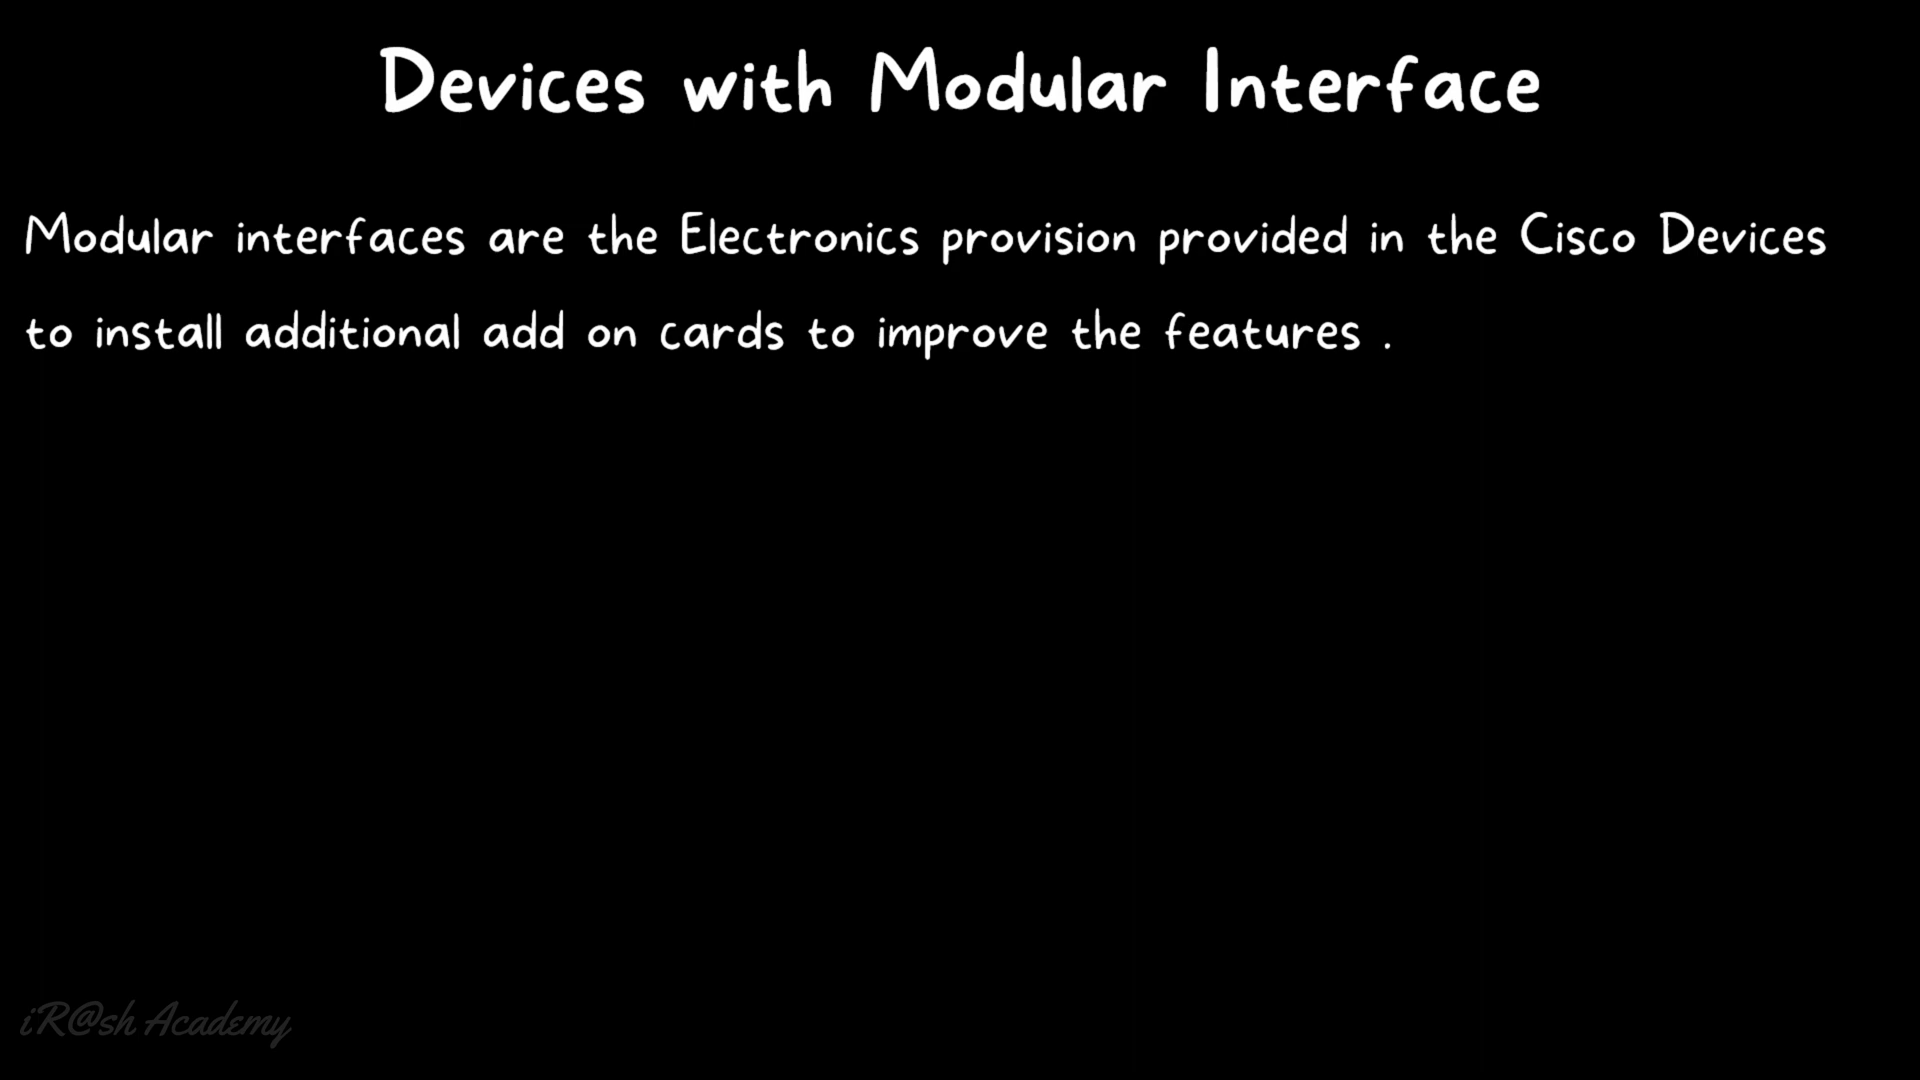 Devices with Modular Interface
Modular interfaces are the Electronics provision provided in the Cisco Devices
to install additional add on cards to improve the features .
iR@sh Academy